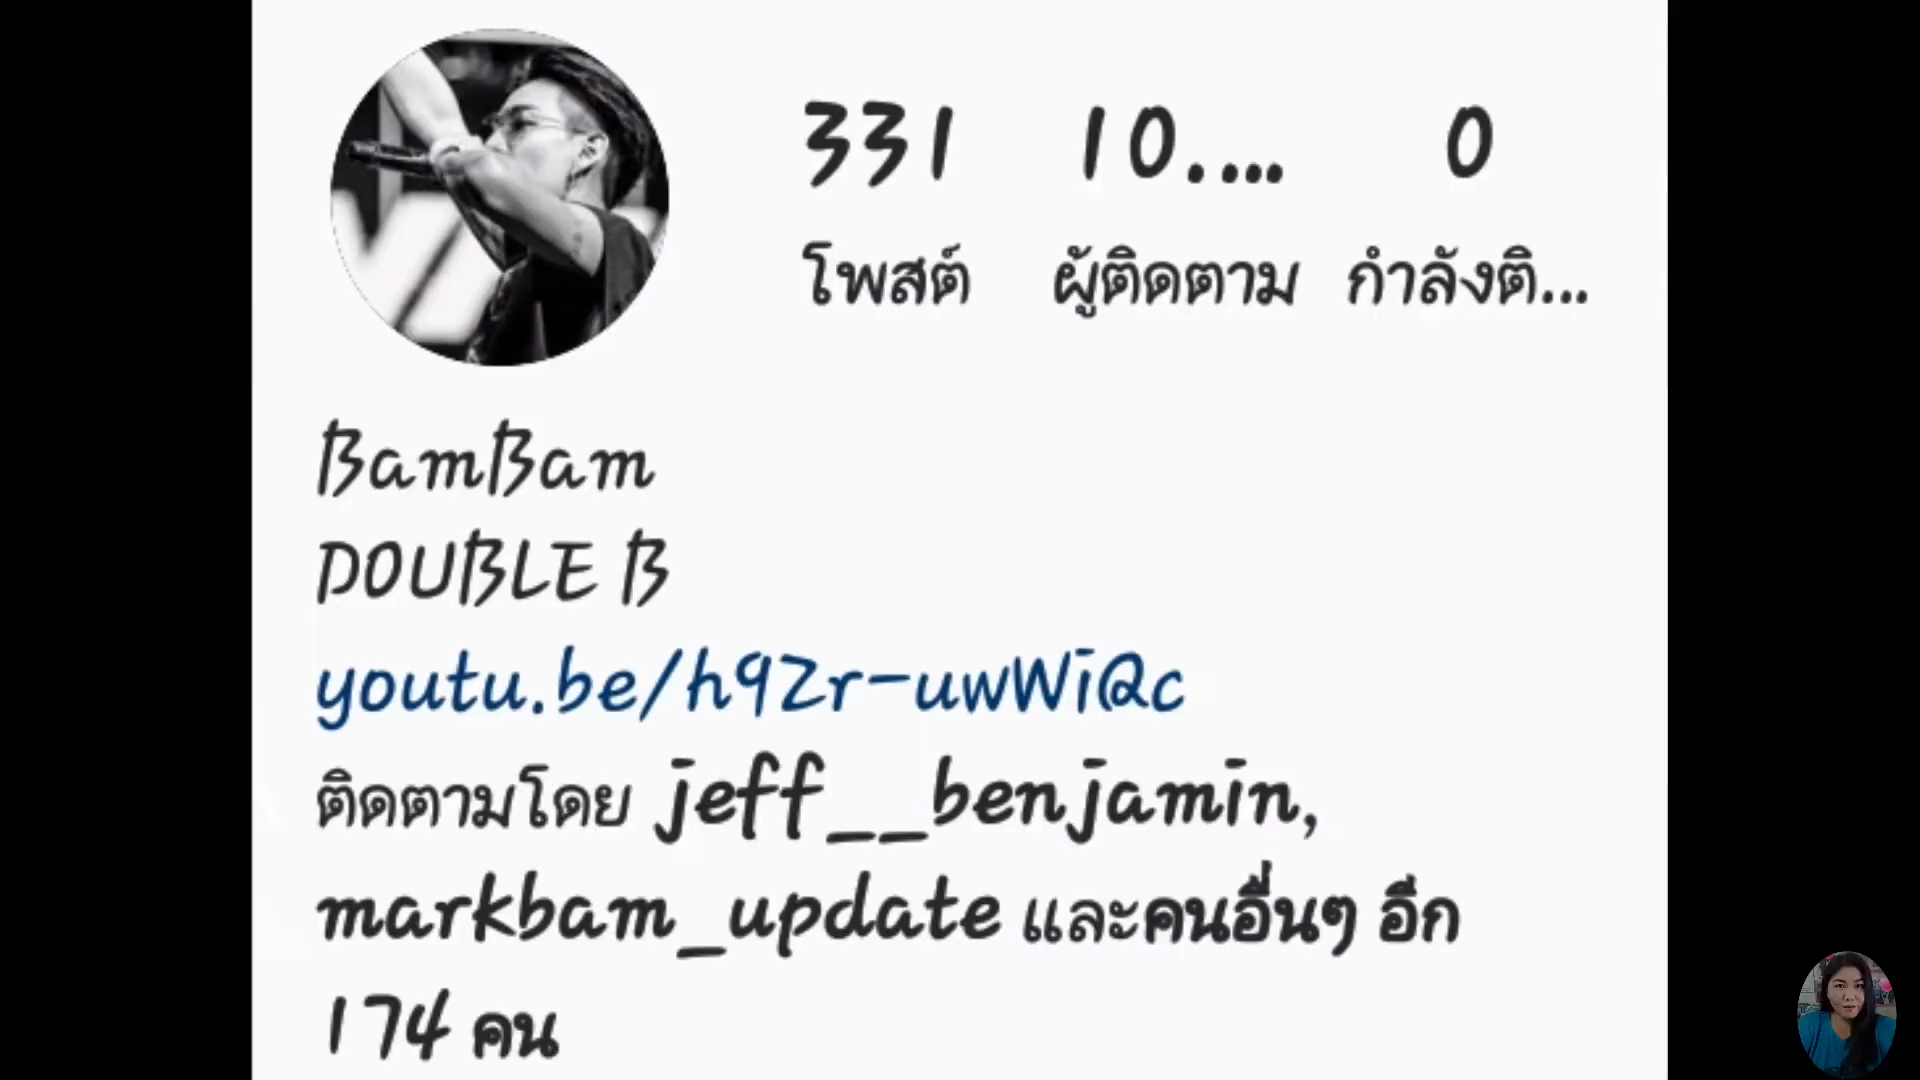 331 10.... 0
โพสต์ ผู้ติดตาม กำลังติ...
BamBam
DOUBLE B
youtu.be/h9Zr-uwWiQc
ติดตามโดย jeff__benjamin,
markbam_update และคนอื่นๆ อีก
174 คน